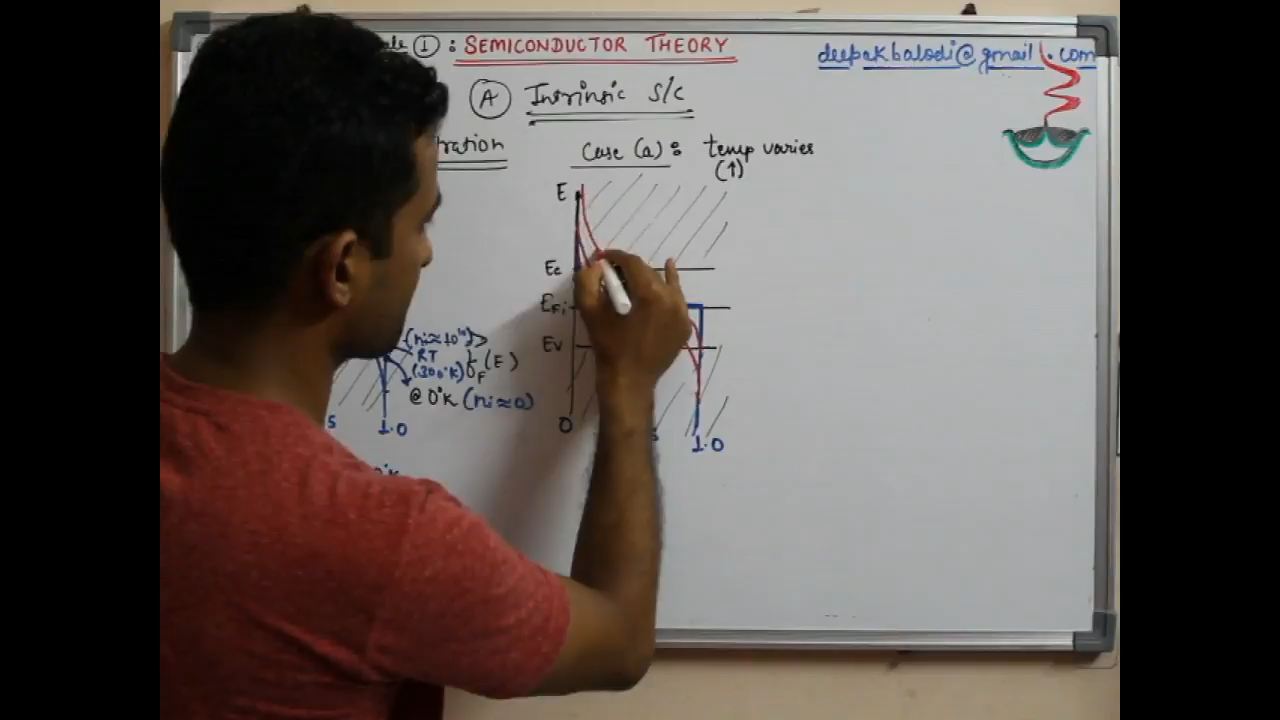 ① : SEMICONDUCTOR THEORY
deepakbalodi@gmail.com
Ⓐ Intrinsic S/C
Case (a) : temp varies
(↑)
E
Ec
EFi
Ev
0
1.0
(ni≈10¹⁰)
RT
(300°K)
fF(E)
@ 0°K (ni≈0)
1.0